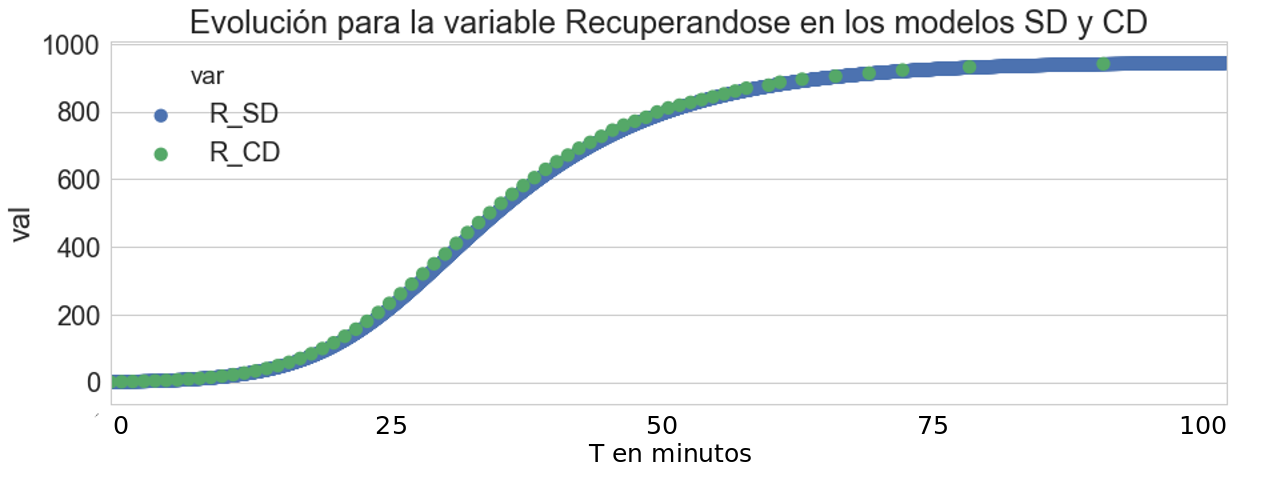 Evolución para la variable Recuperandose en los modelos SD y CD
1000
800
600
400
200
0
val
var
R_SD
R_CD
0 25 50 75 100
T en minutos